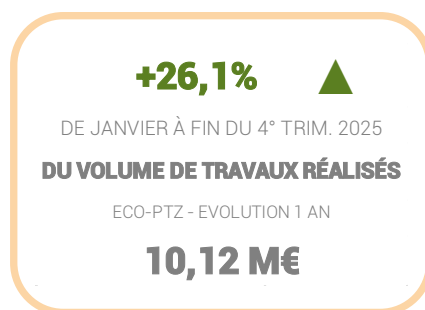 +26,1%
DE JANVIER À FIN DU 4° TRIM. 2025
DU VOLUME DE TRAVAUX RÉALISÉS
ECO-PTZ - EVOLUTION 1 AN
10,12 M€